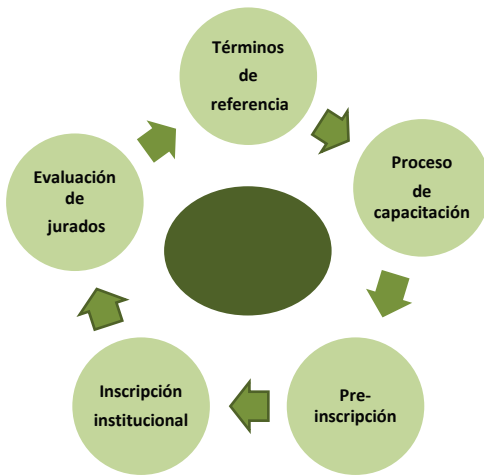 Términos
de
referencia
Proceso
de
capacitación
Pre-
inscripción
Inscripción
institucional
Evaluación
de
jurados